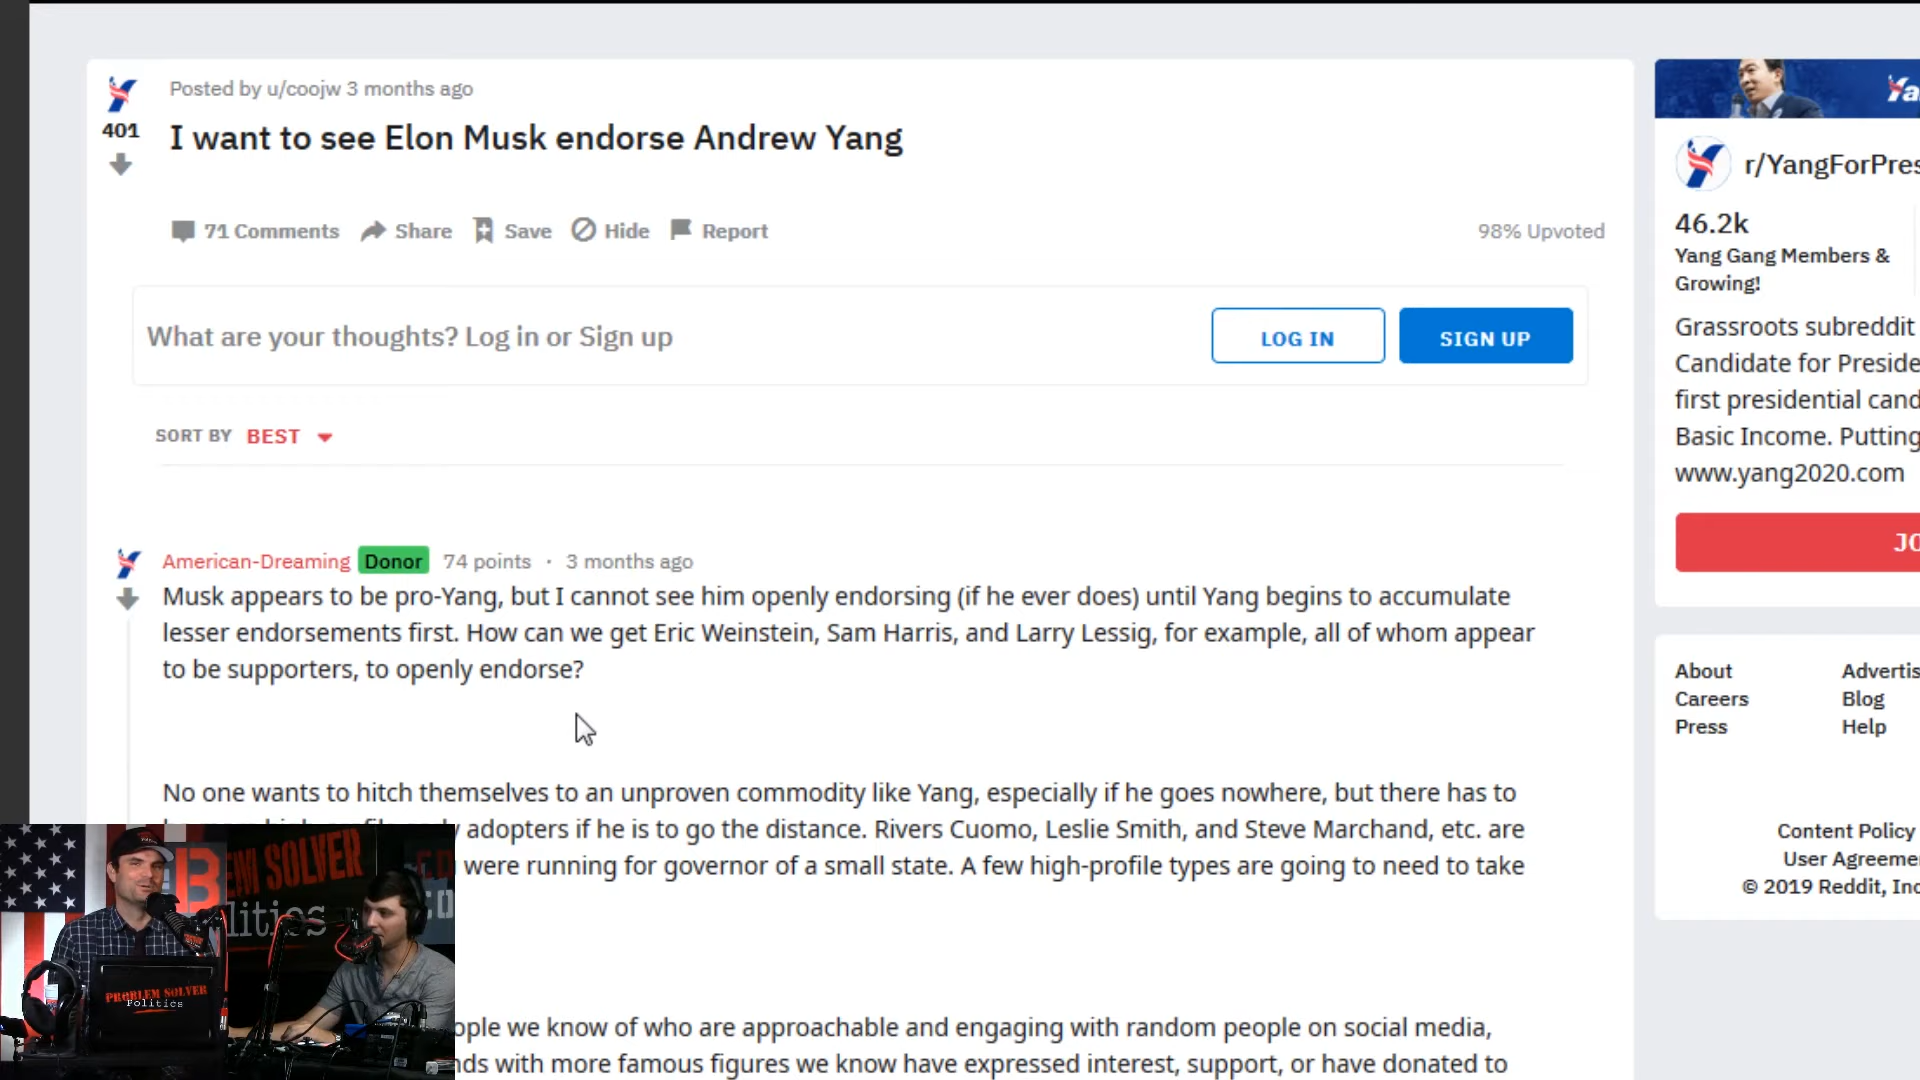 Posted by u/coojw 3 months ago
401
I want to see Elon Musk endorse Andrew Yang
71 Comments Share Save Hide Report
98% Upvoted
What are your thoughts? Log in or Sign up
LOG IN
SIGN UP
SORT BY BEST
American-Dreaming Donor 74 points · 3 months ago
Musk appears to be pro-Yang, but I cannot see him openly endorsing (if he ever does) until Yang begins to accumulate
lesser endorsements first. How can we get Eric Weinstein, Sam Harris, and Larry Lessig, for example, all of whom appear
to be supporters, to openly endorse?
No one wants to hitch themselves to an unproven commodity like Yang, especially if he goes nowhere, but there has to
adopters if he is to go the distance. Rivers Cuomo, Leslie Smith, and Steve Marchand, etc. are
were running for governor of a small state. A few high-profile types are going to need to take
ople we know of who are approachable and engaging with random people on social media,
nds with more famous figures we know have expressed interest, support, or have donated to
Ya
r/YangForPres
46.2k
Yang Gang Members &
Growing!
Grassroots subreddit
Candidate for Preside
first presidential cand
Basic Income. Putting
www.yang2020.com
JO
About
Careers
Press
Advertis
Blog
Help
Content Policy
User Agreeme
© 2019 Reddit, Inc
EM SOLVER
litics
PROBLEM SOLVER
Politics